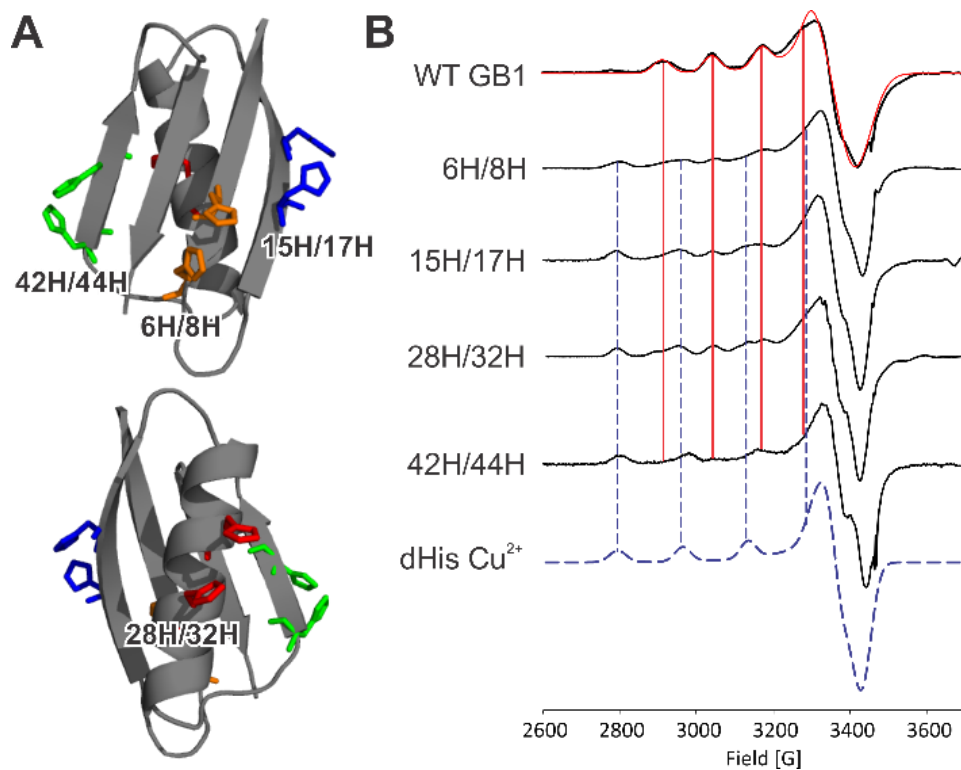 A
42H/44H
15H/17H
6H/8H
28H/32H
B
WT GB1
6H/8H
15H/17H
28H/32H
42H/44H
dHis Cu²⁺
2600 2800 3000 3200 3400 3600
Field [G]